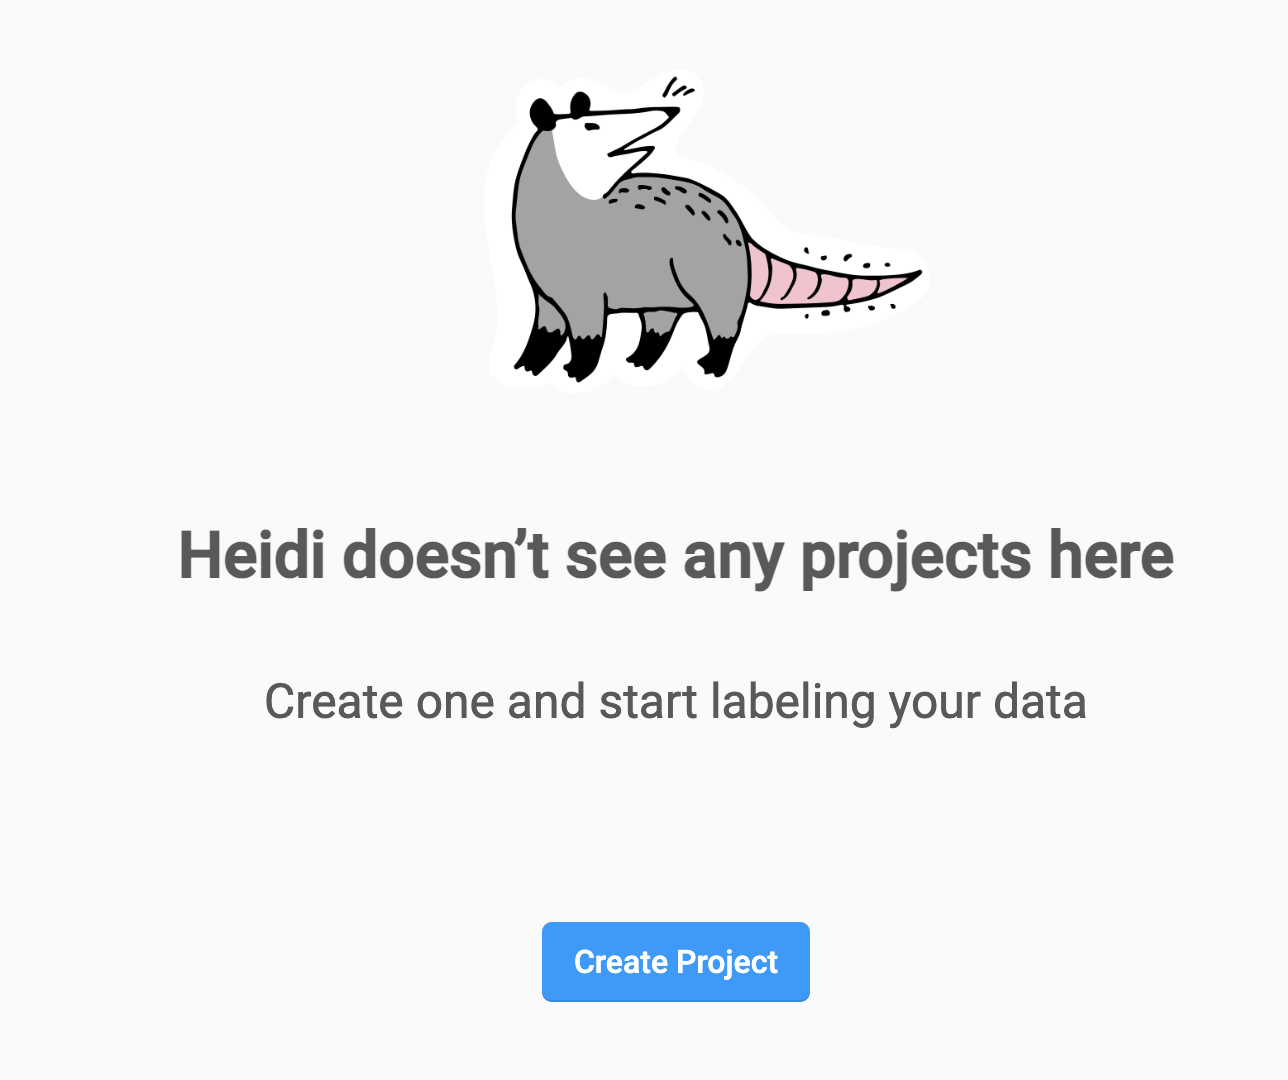 Heidi doesn’t see any projects here
Create one and start labeling your data
Create Project